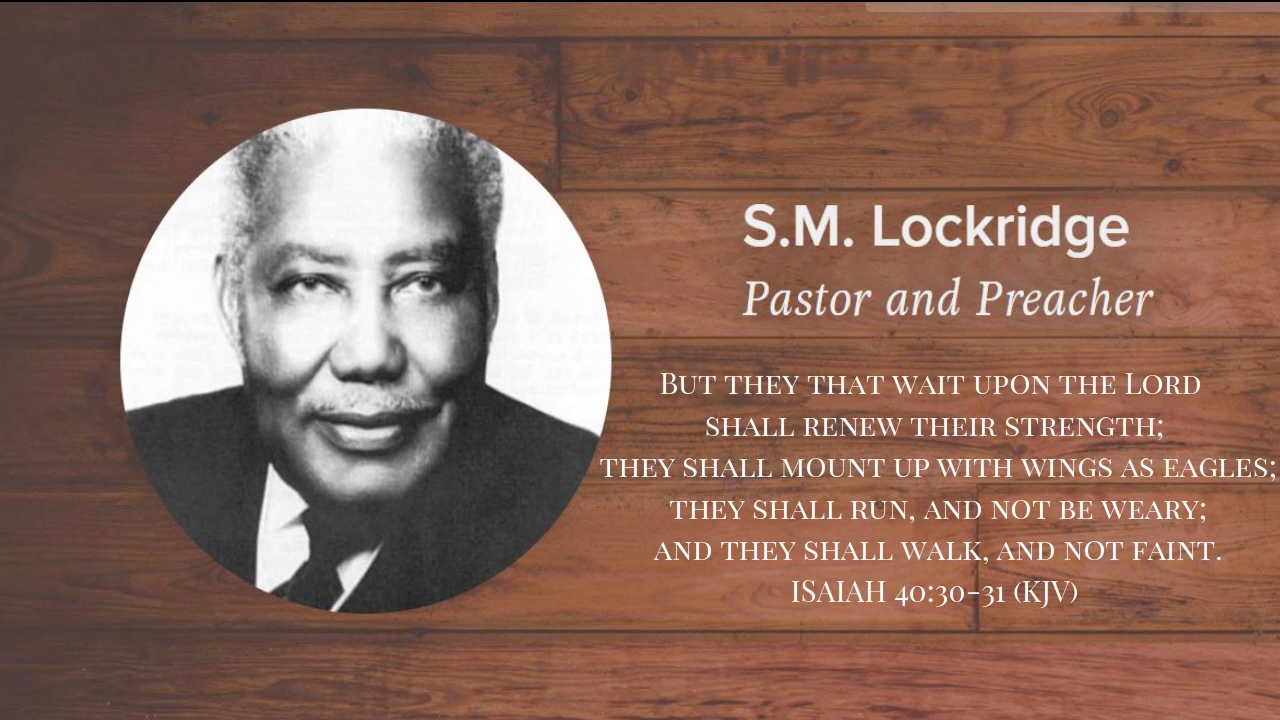 S.M. Lockridge
Pastor and Preacher
But they that wait upon the Lord
shall renew their strength;
they shall mount up with wings as eagles;
they shall run, and not be weary;
and they shall walk, and not faint.
ISAIAH 40:30-31 (KJV)